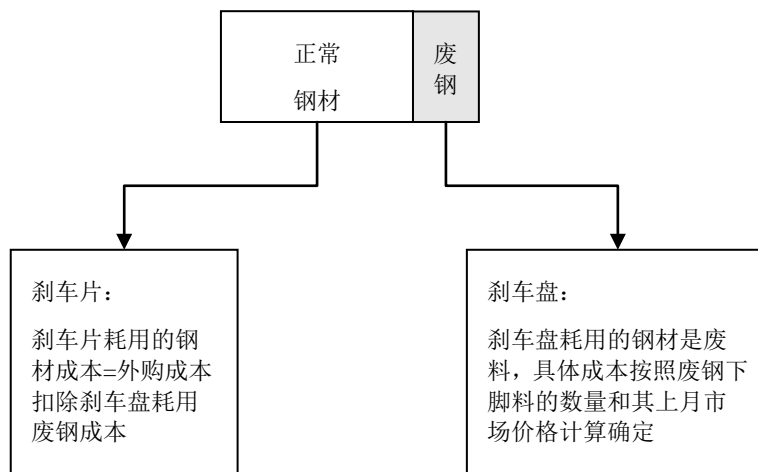 正常
钢材
废
钢
刹车片：
刹车片耗用的钢
材成本=外购成本
扣除刹车盘耗用
废钢成本
刹车盘：
刹车盘耗用的钢材是废
料，具体成本按照废钢下
脚料的数量和其上月市
场价格计算确定